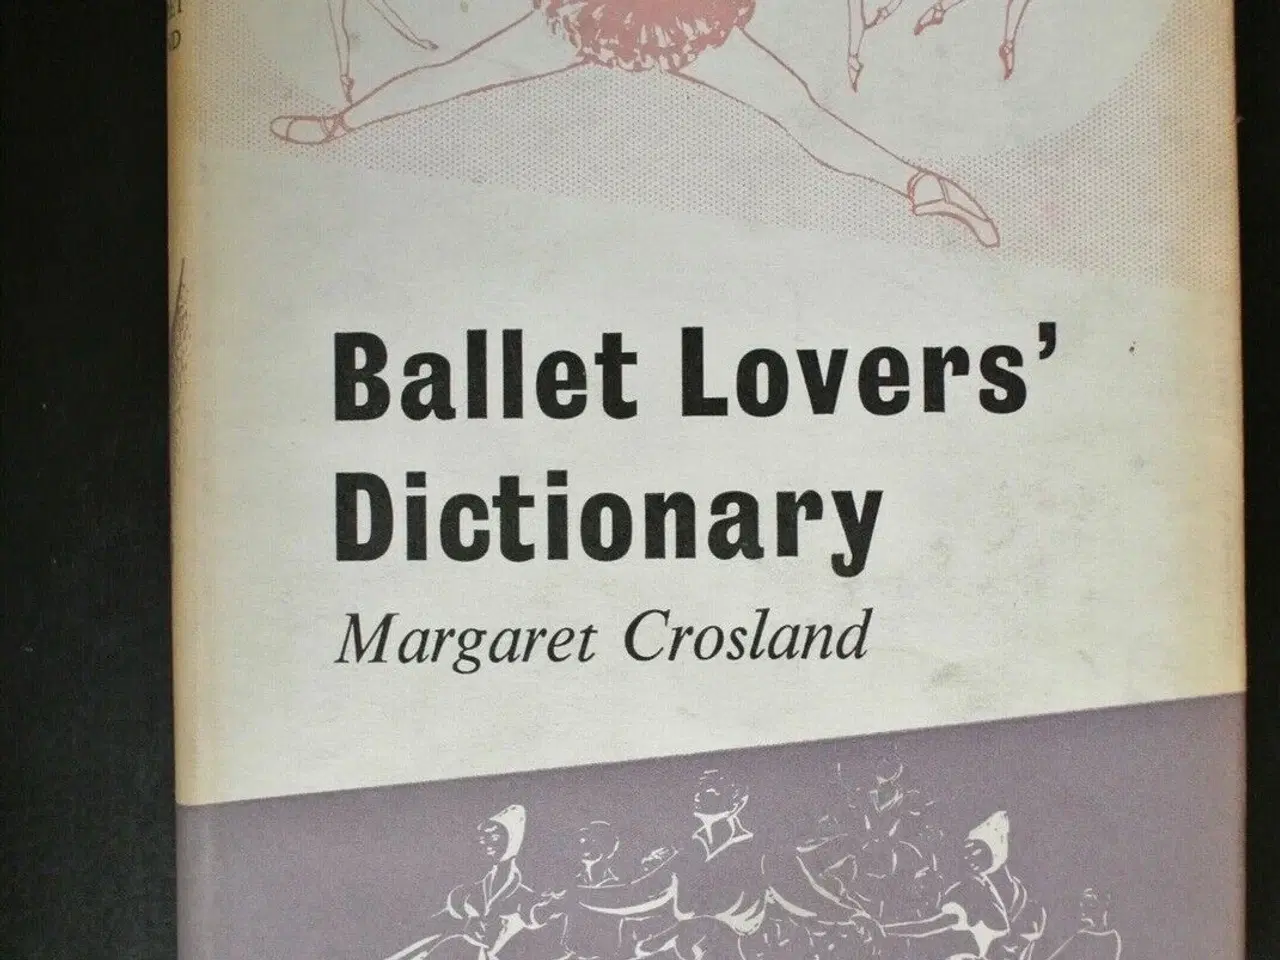 Ballet Lovers’
Dictionary
Margaret Crosland